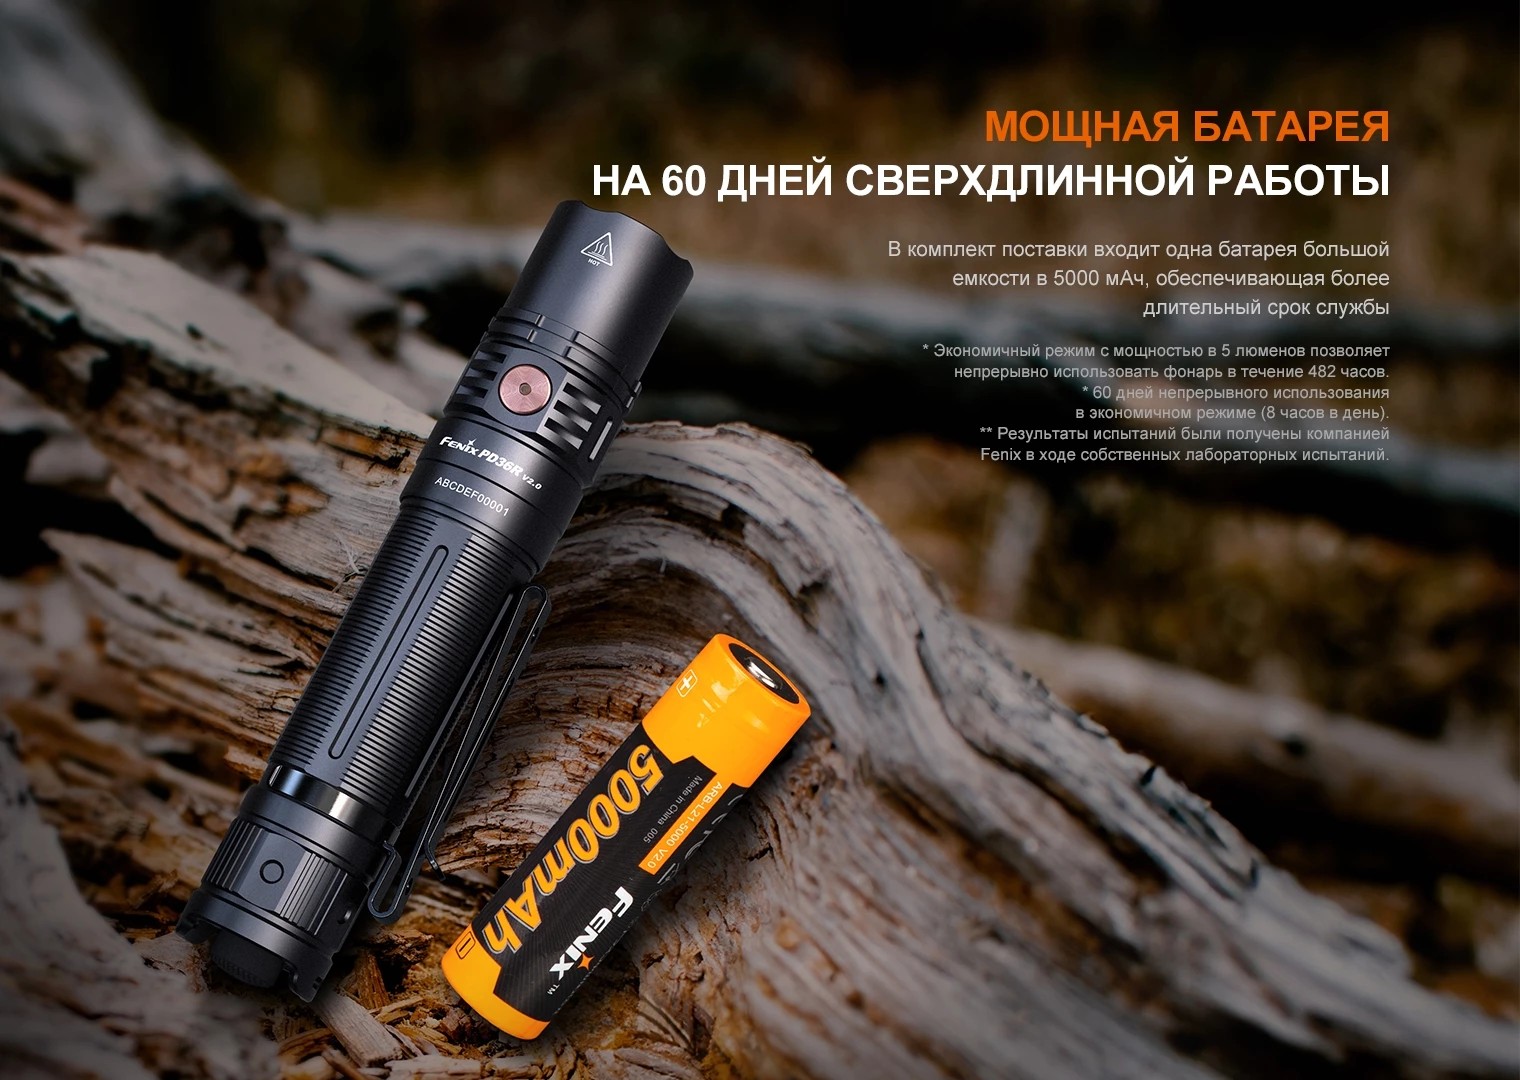 МОЩНАЯ БАТАРЕЯ
НА 60 ДНЕЙ СВЕРХДЛИННОЙ РАБОТЫ
В комплект поставки входит одна батарея большой
емкости в 5000 мАч, обеспечивающая более
длительный срок службы
* Экономичный режим с мощностью в 5 люменов позволяет
непрерывно использовать фонарь в течение 482 часов.
* 60 дней непрерывного использования
в экономичном режиме (8 часов в день).
** Результаты испытаний были получены компанией
Fenix в ходе собственных лабораторных испытаний.
HOT
FENIX PD36R V2.0
ABCDEF00001
5000mAh
Made in China 005
ARB-L21-5000 V2.0
FENIX™